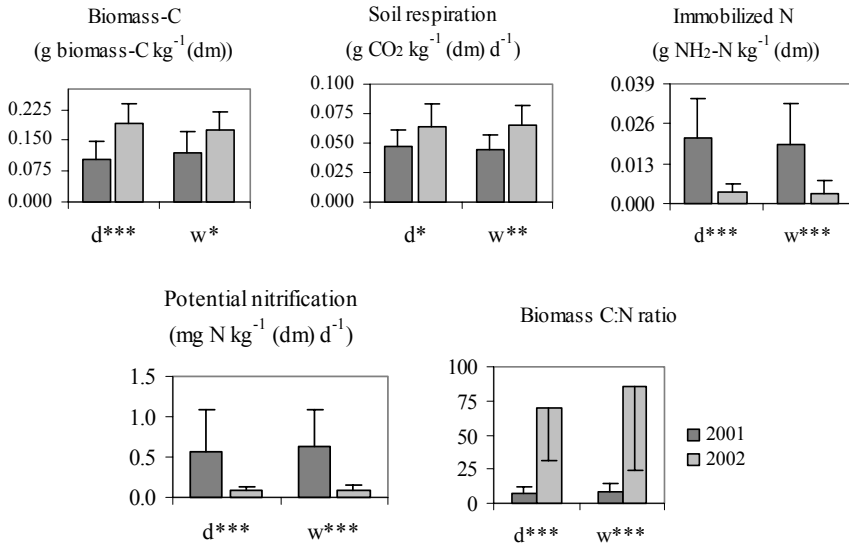 Biomass-C
(g biomass-C kg⁻¹(dm))
0.225
0.150
0.075
0.000
d*** w*
Soil respiration
(g CO₂ kg⁻¹ (dm) d⁻¹)
0.100
0.075
0.050
0.025
0.000
d* w**
Immobilized N
(g NH₂-N kg⁻¹ (dm))
0.039
0.026
0.013
0.000
d*** w***
Potential nitrification
(mg N kg⁻¹ (dm) d⁻¹)
1.5
1.0
0.5
0.0
d*** w***
Biomass C:N ratio
100
75
50
25
0
d*** w***
2001
2002